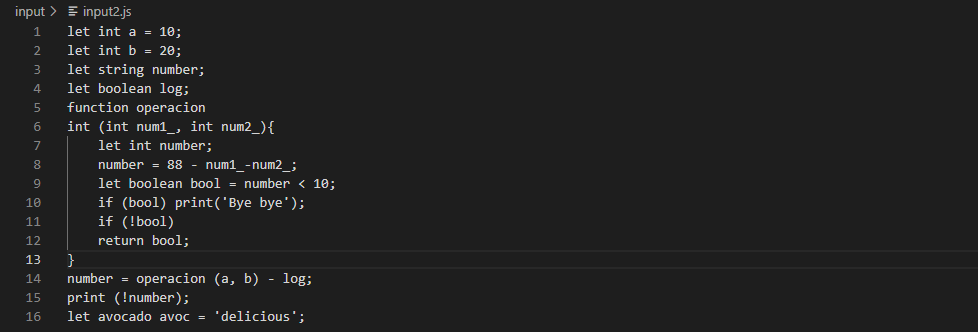 input > input2.js
1 let int a = 10;
2 let int b = 20;
3 let string number;
4 let boolean log;
5 function operacion
6 int (int num1_, int num2_){
7     let int number;
8     number = 88 - num1_-num2_;
9     let boolean bool = number < 10;
10     if (bool) print('Bye bye');
11     if (!bool)
12     return bool;
13 }
14 number = operacion (a, b) - log;
15 print (!number);
16 let avocado avoc = 'delicious';